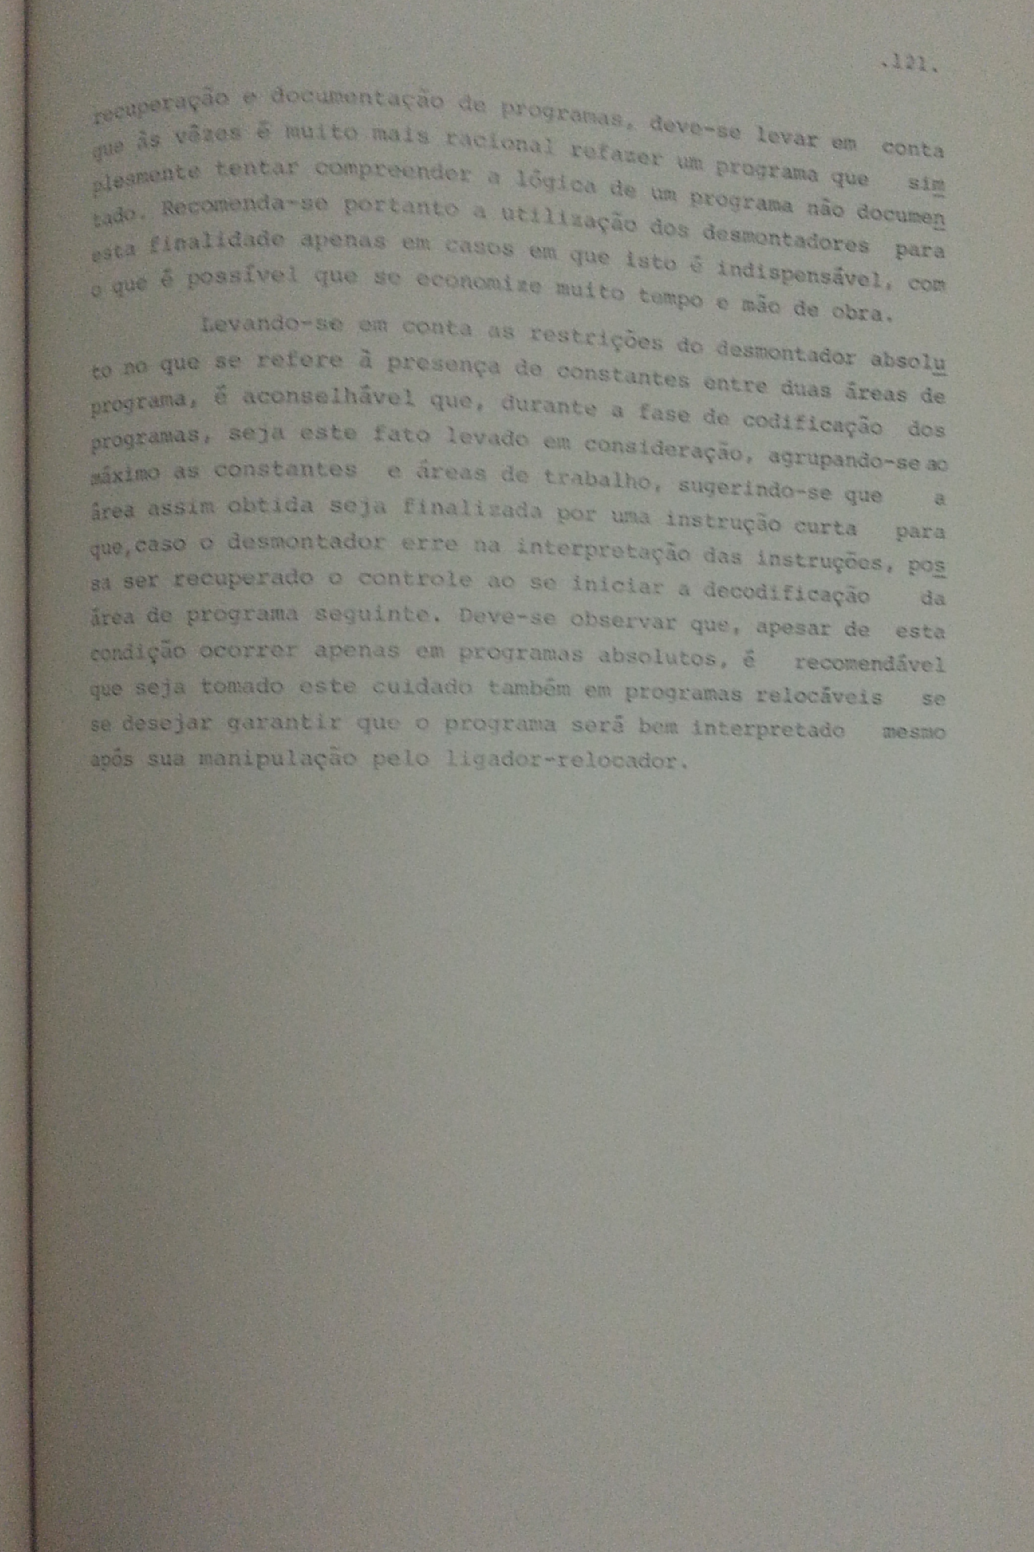 .121.
recuperação e documentação de programas, deve-se levar em conta
que às vêzes é muito mais racional refazer um programa que sim
plesmente tentar compreender a lógica de um programa não documen
tado. Recomenda-se portanto a utilização dos desmontadores para
esta finalidade apenas em casos em que isto é indispensável, com
o que é possível que se economize muito tempo e mão de obra.
Levando-se em conta as restrições do desmontador absolu
to no que se refere à presença de constantes entre duas áreas de
programa, é aconselhável que, durante a fase de codificação dos
programas, seja este fato levado em consideração, agrupando-se ao
máximo as constantes e áreas de trabalho, sugerindo-se que a
área assim obtida seja finalizada por uma instrução curta para
que, caso o desmontador erre na interpretação das instruções, pos
sa ser recuperado o controle ao se iniciar a decodificação da
área de programa seguinte. Deve-se observar que, apesar de esta
condição ocorrer apenas em programas absolutos, é recomendável
que seja tomado este cuidado também em programas relocáveis se
se desejar garantir que o programa será bem interpretado mesmo
após sua manipulação pelo ligador-relocador.